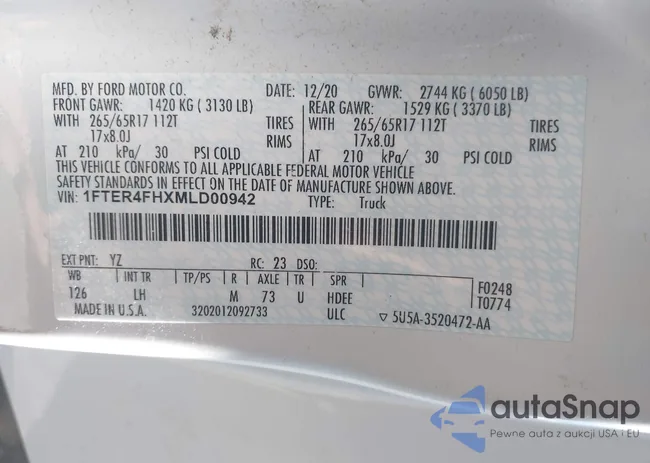 MFD. BY FORD MOTOR CO. DATE: 12/20 GVWR: 2744 KG ( 6050 LB)
FRONT GAWR: 1420 KG ( 3130 LB) REAR GAWR: 1529 KG ( 3370 LB)
WITH 265/65R17 112T TIRES WITH 265/65R17 112T TIRES
17x8.0J RIMS 17x8.0J RIMS
AT 210 kPa/ 30 PSI COLD AT 210 kPa/ 30 PSI COLD
THIS VEHICLE CONFORMS TO ALL APPLICABLE FEDERAL MOTOR VEHICLE
SAFETY STANDARDS IN EFFECT ON THE DATE OF MANUFACTURE SHOWN ABOVE.
VIN: 1FTER4FHXMLD00942 TYPE: Truck
EXT PNT: YZ RC: 23 DSO:
WB INT TR TP/PS R AXLE TR SPR F0248
126 LH M 73 U HDEE T0774
MADE IN U.S.A. 3202012092733 ULC ▽ 5U5A-3520472-AA
autoSnap
Pewne auta z aukcji USA i EU